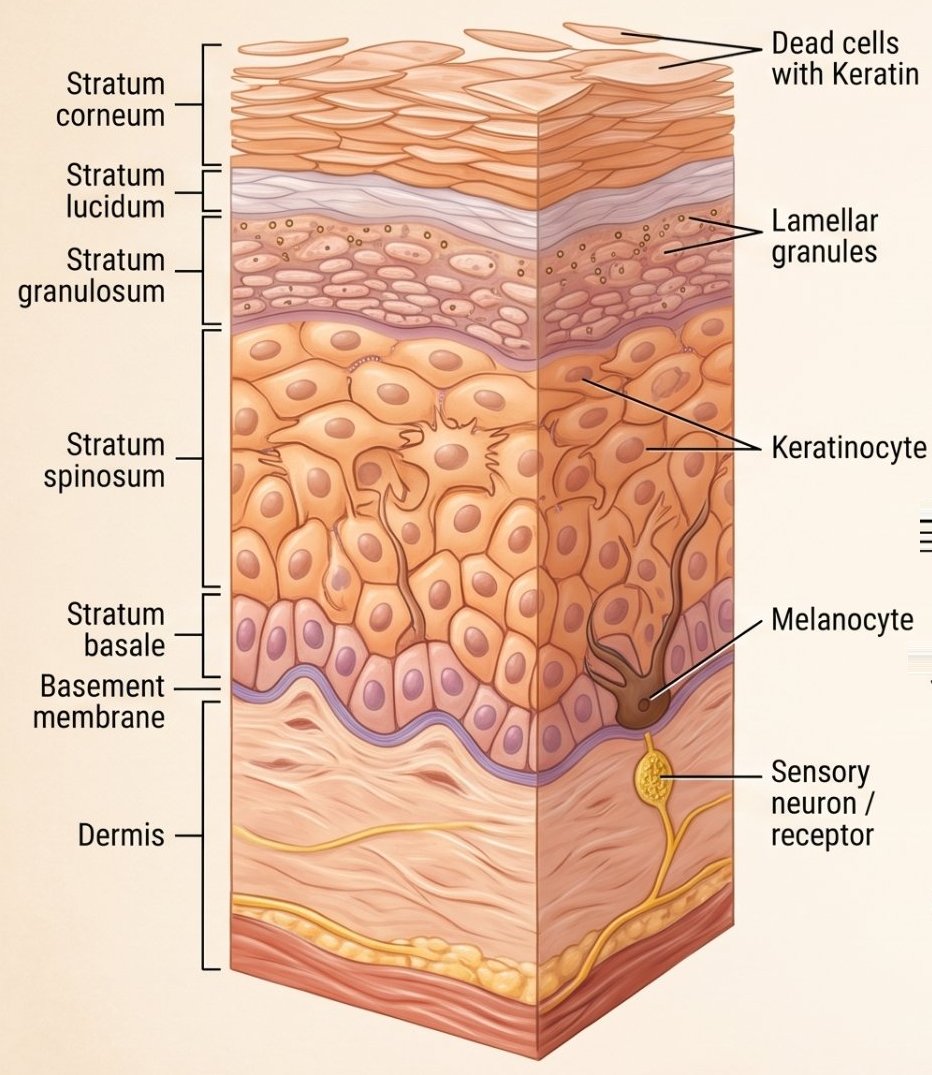 Stratum
corneum
Stratum
lucidum
Stratum
granulosum
Stratum
spinosum
Stratum
basale
Basement
membrane
Dermis
Dead cells
with Keratin
Lamellar
granules
Keratinocyte
Melanocyte
Sensory
neuron /
receptor